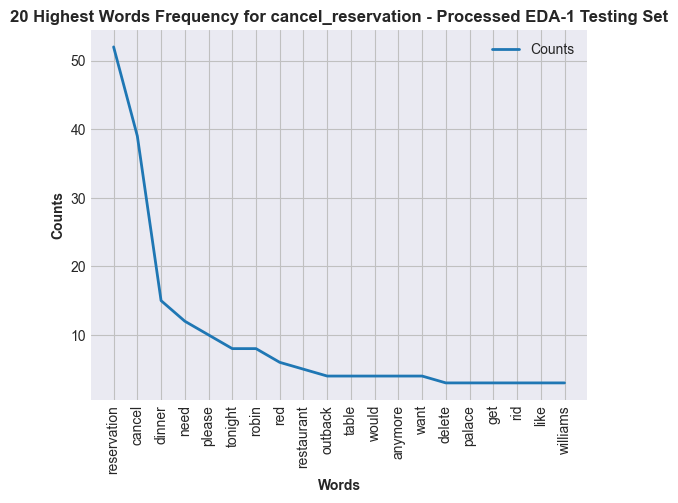 20 Highest Words Frequency for cancel_reservation - Processed EDA-1 Testing Set
Counts
50
40
30
20
10
Counts
reservation
cancel
dinner
need
please
tonight
robin
red
restaurant
outback
table
would
anymore
want
delete
palace
get
rid
like
williams
Words